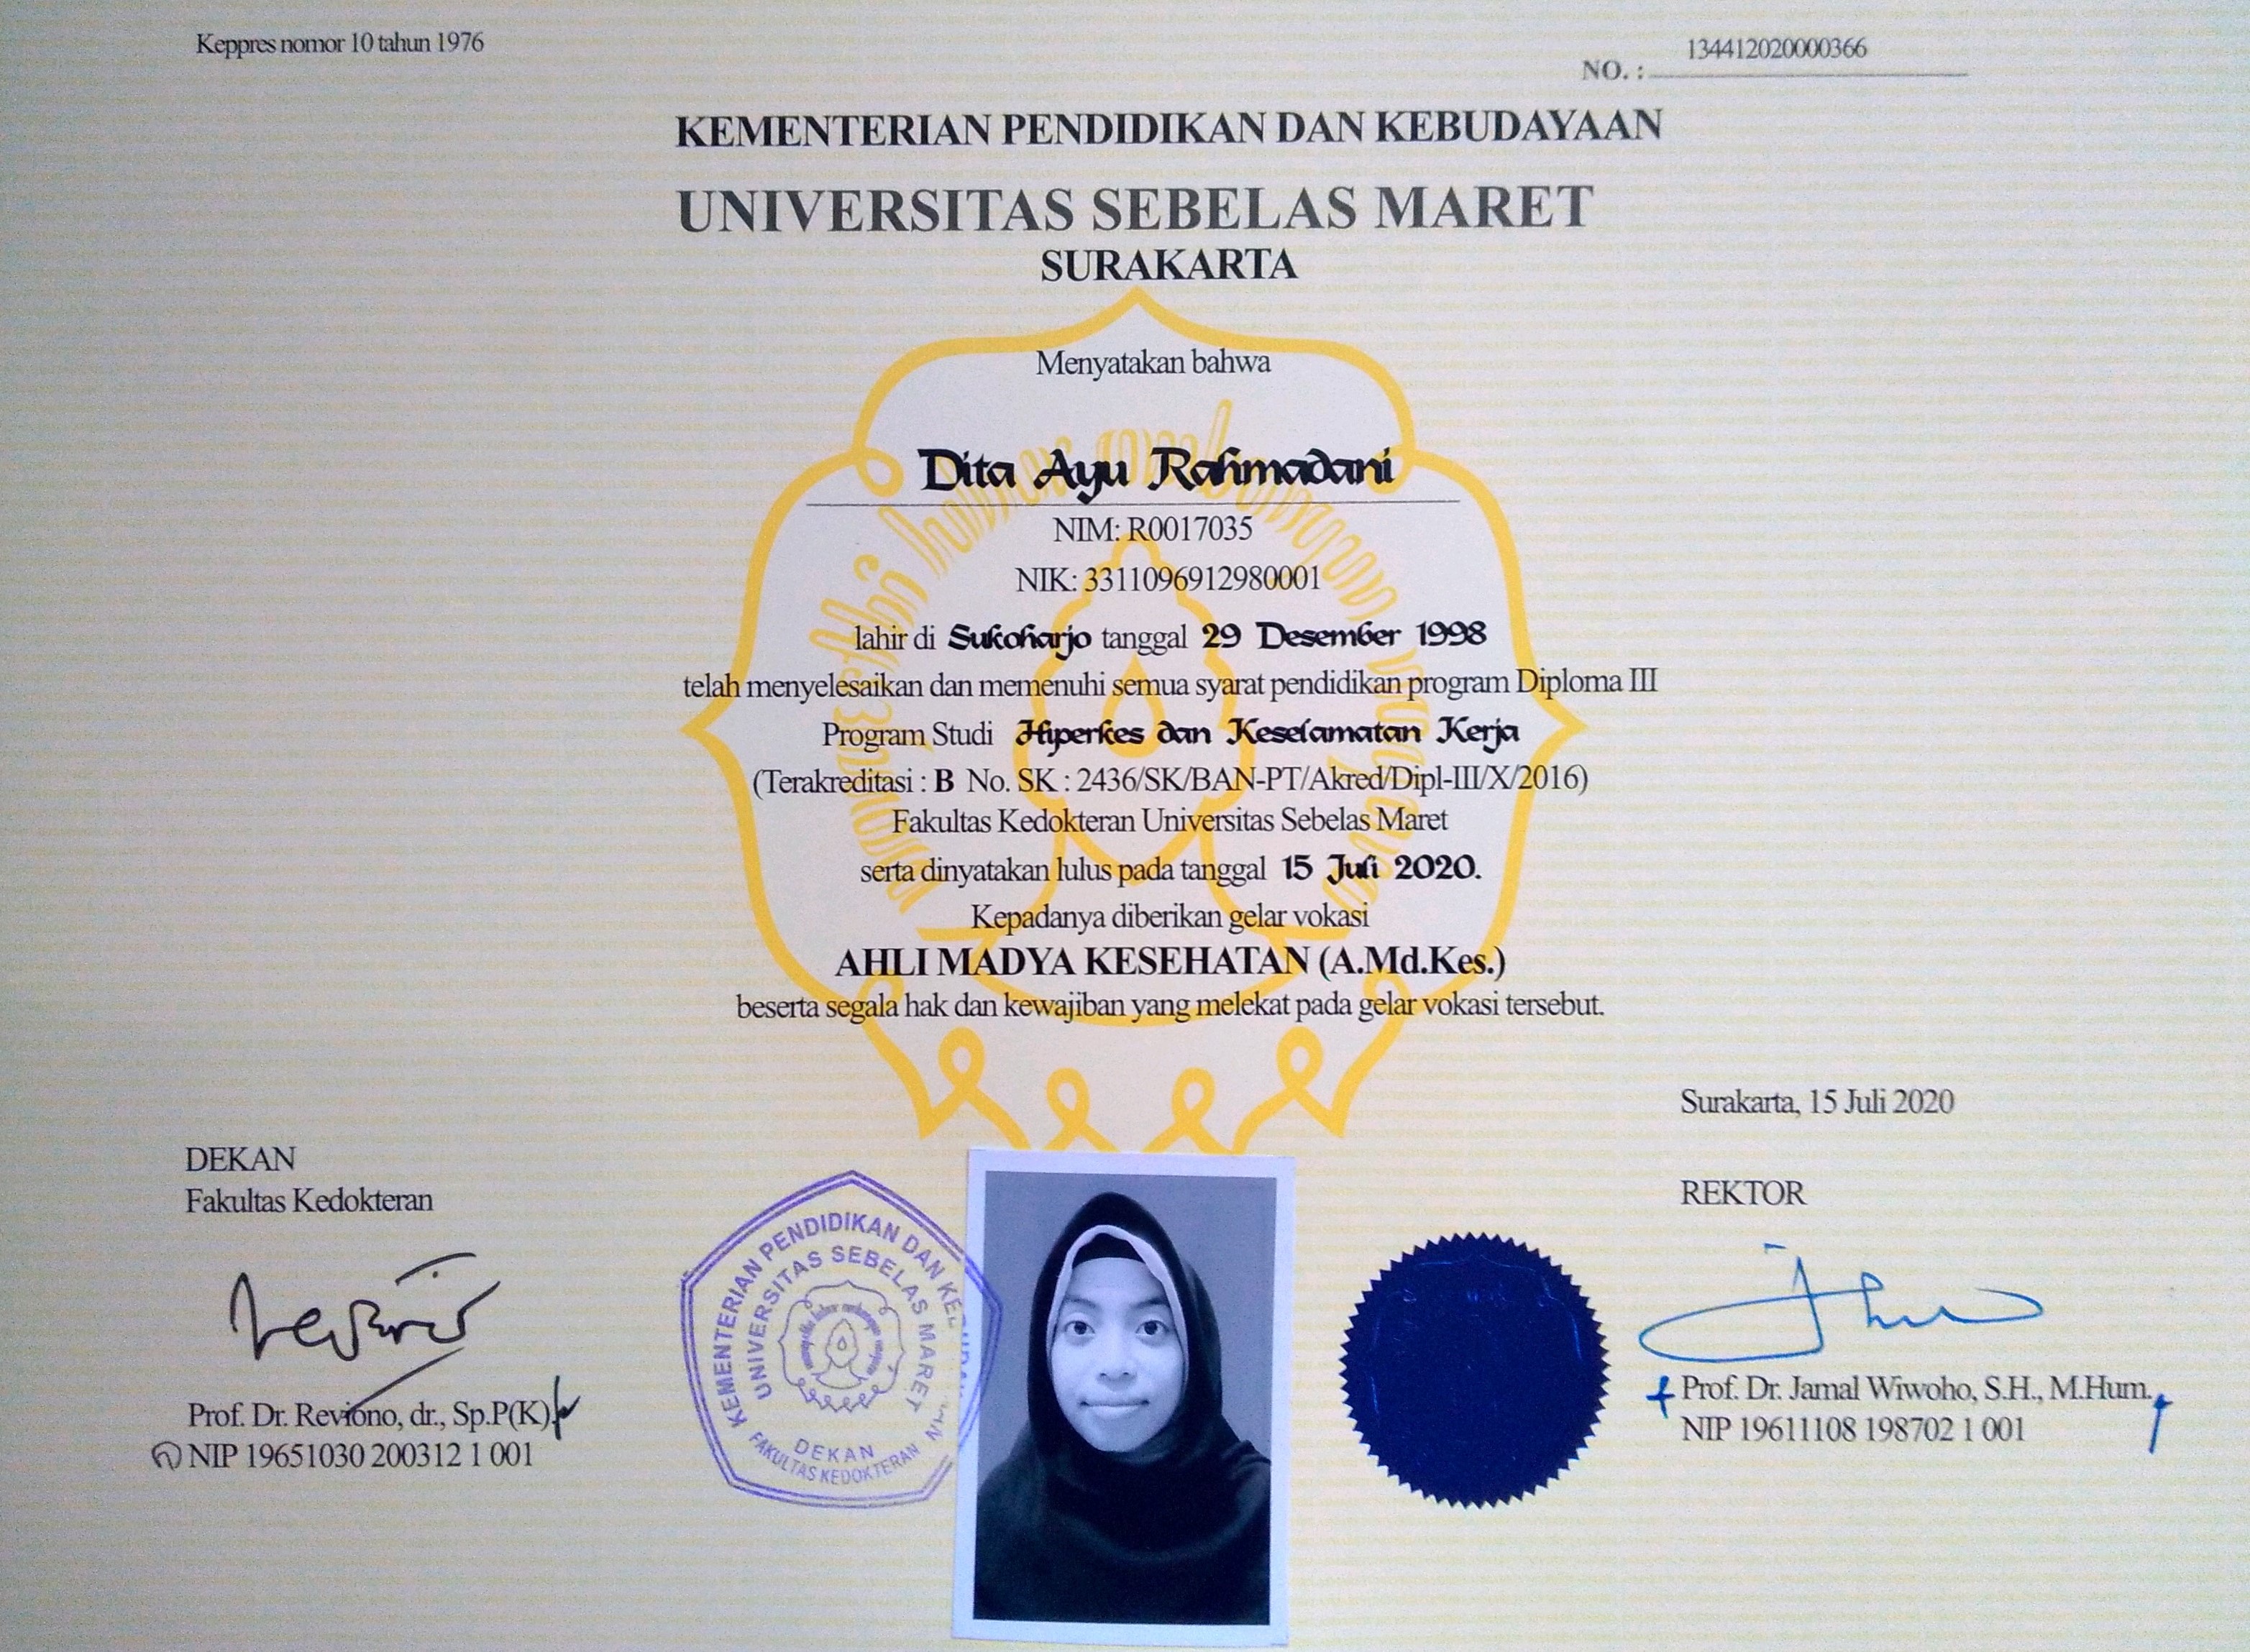 Keppres nomor 10 tahun 1976
NO. : 134412020000366
KEMENTERIAN PENDIDIKAN DAN KEBUDAYAAN
UNIVERSITAS SEBELAS MARET
SURAKARTA
Menyatakan bahwa
Dita Ayu Rahmadani
NIM: R0017035
NIK: 3311096912980001
lahir di Sukoharjo tanggal 29 Desember 1998
telah menyelesaikan dan memenuhi semua syarat pendidikan program Diploma III
Program Studi Hiperkes dan Keselamatan Kerja
(Terakreditasi : B No. SK : 2436/SK/BAN-PT/Akred/Dipl-III/X/2016)
Fakultas Kedokteran Universitas Sebelas Maret
serta dinyatakan lulus pada tanggal 15 Juli 2020.
Kepadanya diberikan gelar vokasi
AHLI MADYA KESEHATAN (A.Md.Kes.)
beserta segala hak dan kewajiban yang melekat pada gelar vokasi tersebut.
Surakarta, 15 Juli 2020
DEKAN
Fakultas Kedokteran
Prof. Dr. Reviono, dr., Sp.P(K)
NIP 19651030 200312 1 001
KEMENTERIAN PENDIDIKAN DAN
UNIVERSITAS SEBELAS MARET
DEKAN
FAKULTAS KEDOKTERAN
REKTOR
Prof. Dr. Jamal Wiwoho, S.H., M.Hum.
NIP 19611108 198702 1 001